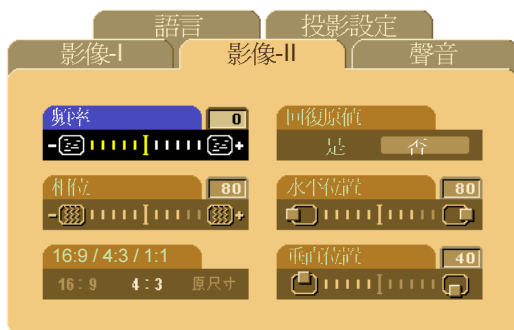 語言 投影設定
影像-I 影像-II 聲音
頻率 0
- +
回復原值
是 否
相位 80
- +
水平位置 80
16:9 / 4:3 / 1:1
16:9 4:3 原尺寸
垂直位置 40